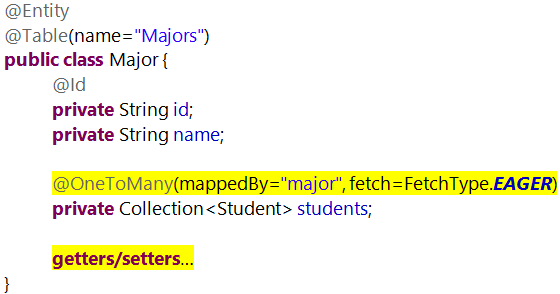 @Entity
@Table(name="Majors")
public class Major {
@Id
private String id;
private String name;
@OneToMany(mappedBy="major", fetch=FetchType.EAGER)
private Collection<Student> students;
getters/setters...
}